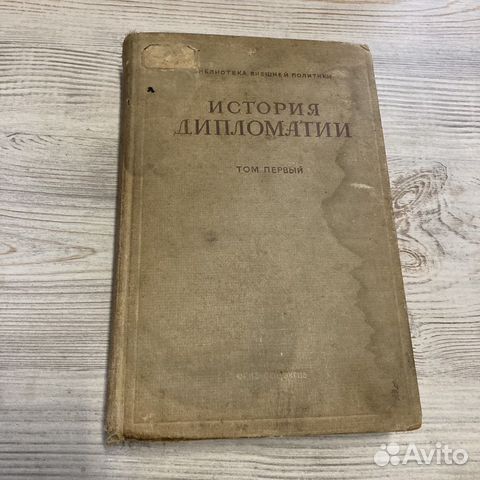 БИБЛИОТЕКА ВНЕШНЕЙ ПОЛИТИКИ
ИСТОРИЯ
ДИПЛОМАТИИ
ТОМ ПЕРВЫЙ
Avito